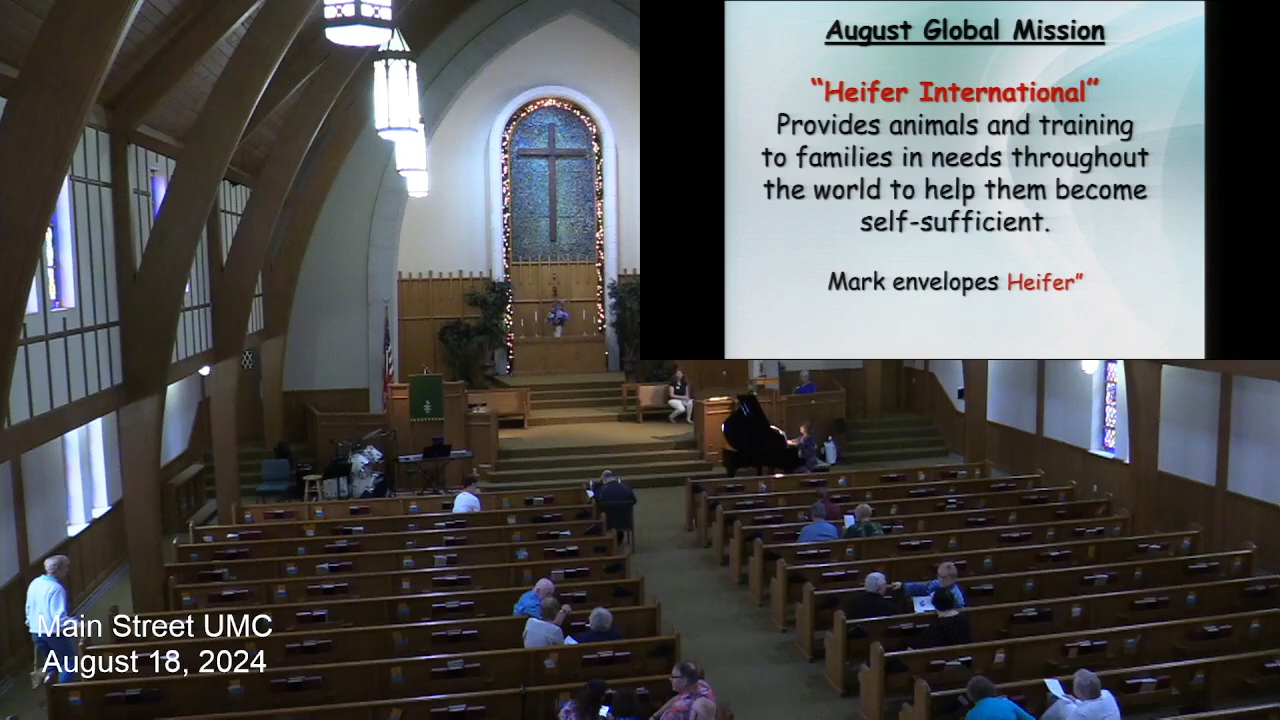 August Global Mission
“Heifer International”
Provides animals and training
to families in needs throughout
the world to help them become
self-sufficient.
Mark envelopes Heifer”
Main Street UMC
August 18, 2024